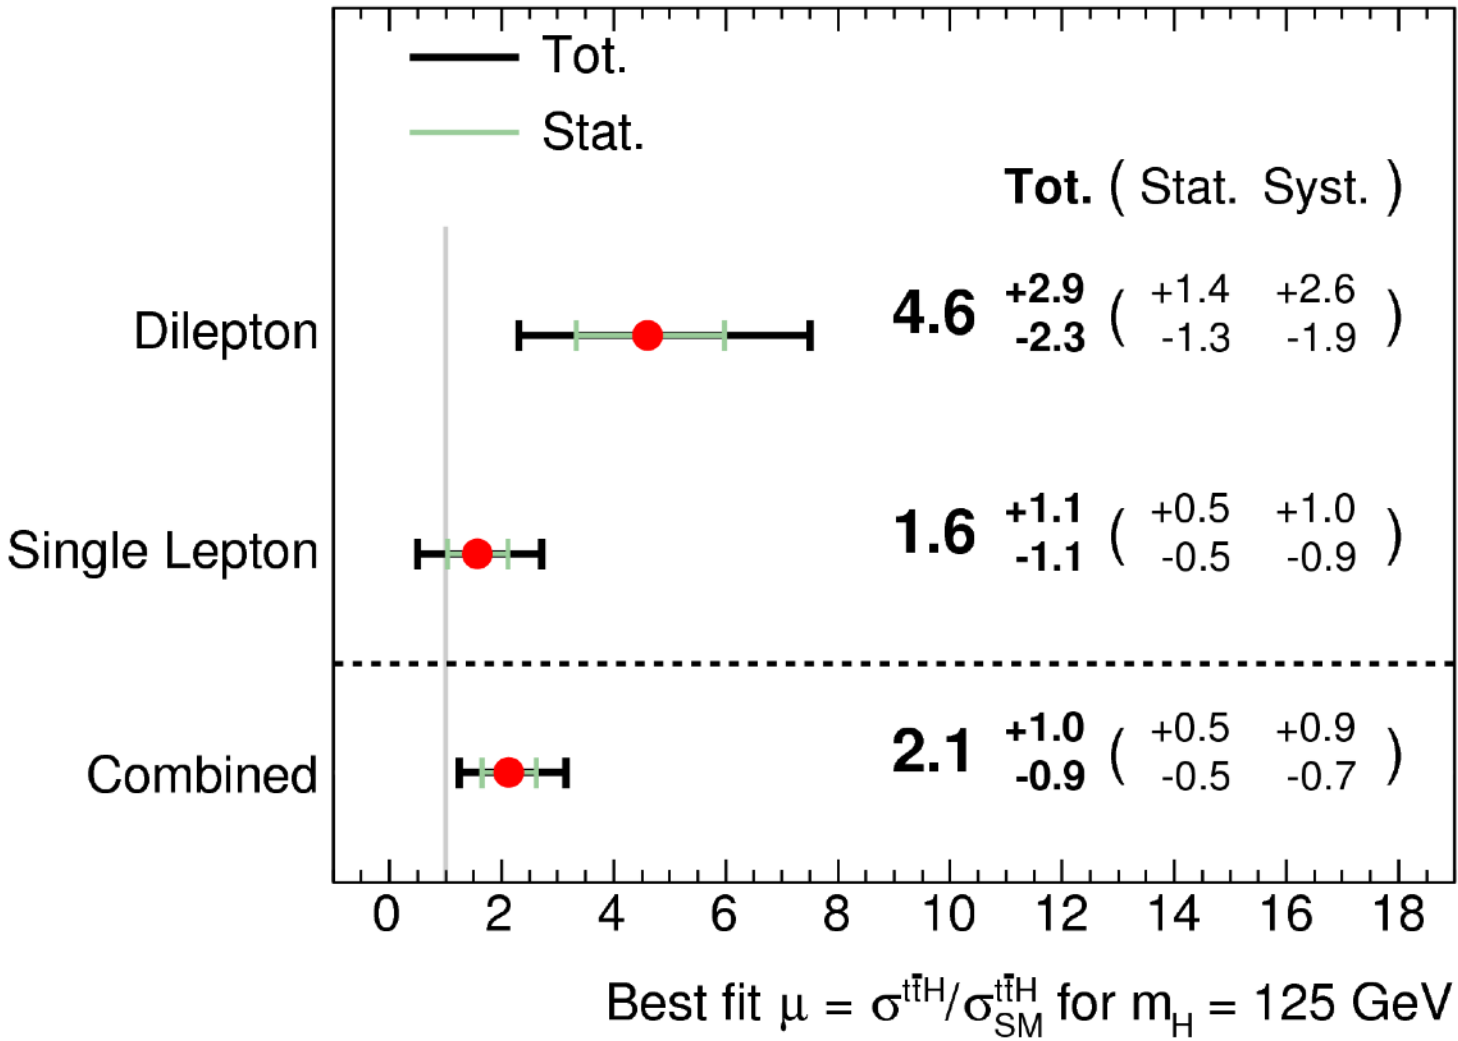 Tot.
Stat.
Tot. ( Stat. Syst. )
Dilepton 4.6 +2.9 -2.3 ( +1.4 -1.3 +2.6 -1.9 )
Single Lepton 1.6 +1.1 -1.1 ( +0.5 -0.5 +1.0 -0.9 )
Combined 2.1 +1.0 -0.9 ( +0.5 -0.5 +0.9 -0.7 )
0 2 4 6 8 10 12 14 16 18
Best fit μ = σ^{tt̄H}/σ_{SM}^{tt̄H} for m_H = 125 GeV